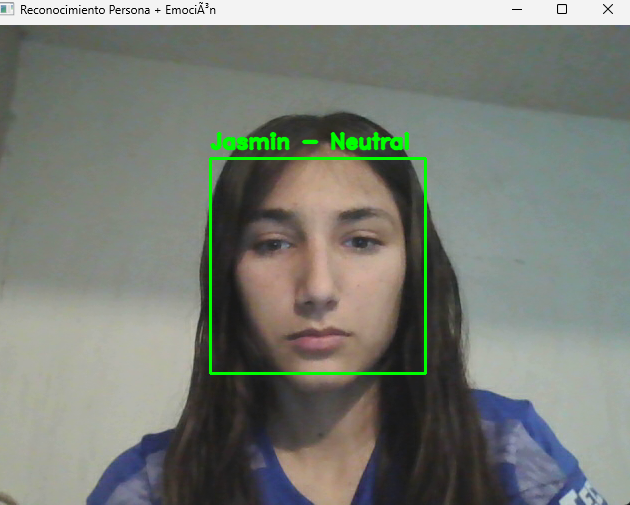 Reconocimiento Persona + EmociÃ³n
Jasmin - Neutral